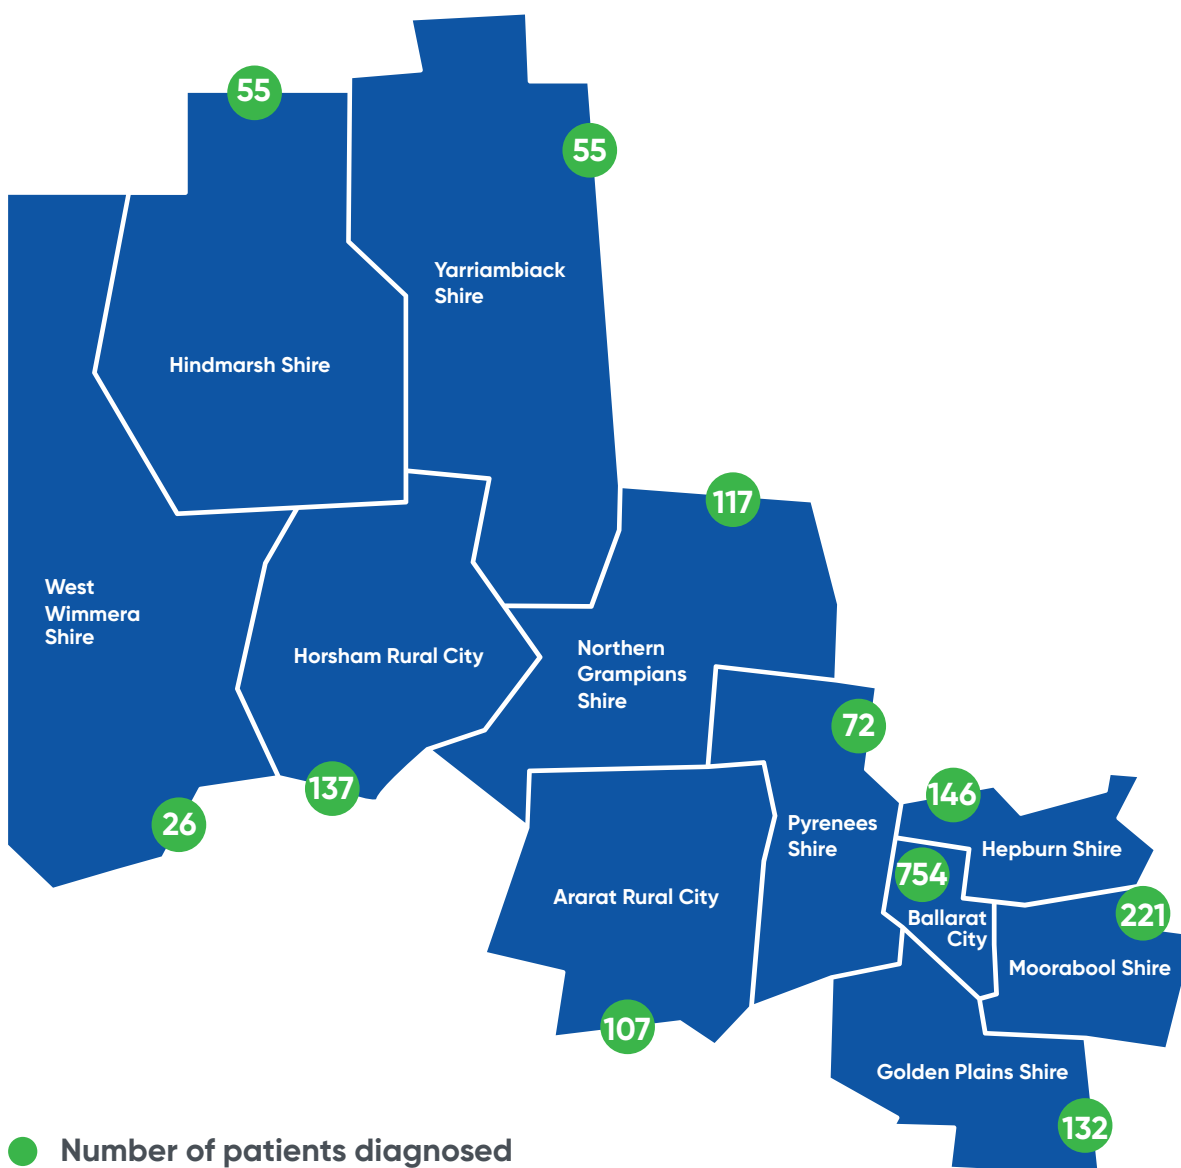 55
55
Yarriambiack
Shire
Hindmarsh Shire
117
West
Wimmera
Shire
Horsham Rural City
Northern
Grampians
Shire
72
137
26
146
Pyrenees
Shire
Hepburn Shire
754
Ararat Rural City
Ballarat
City
221
Moorabool Shire
107
Golden Plains Shire
132
Number of patients diagnosed